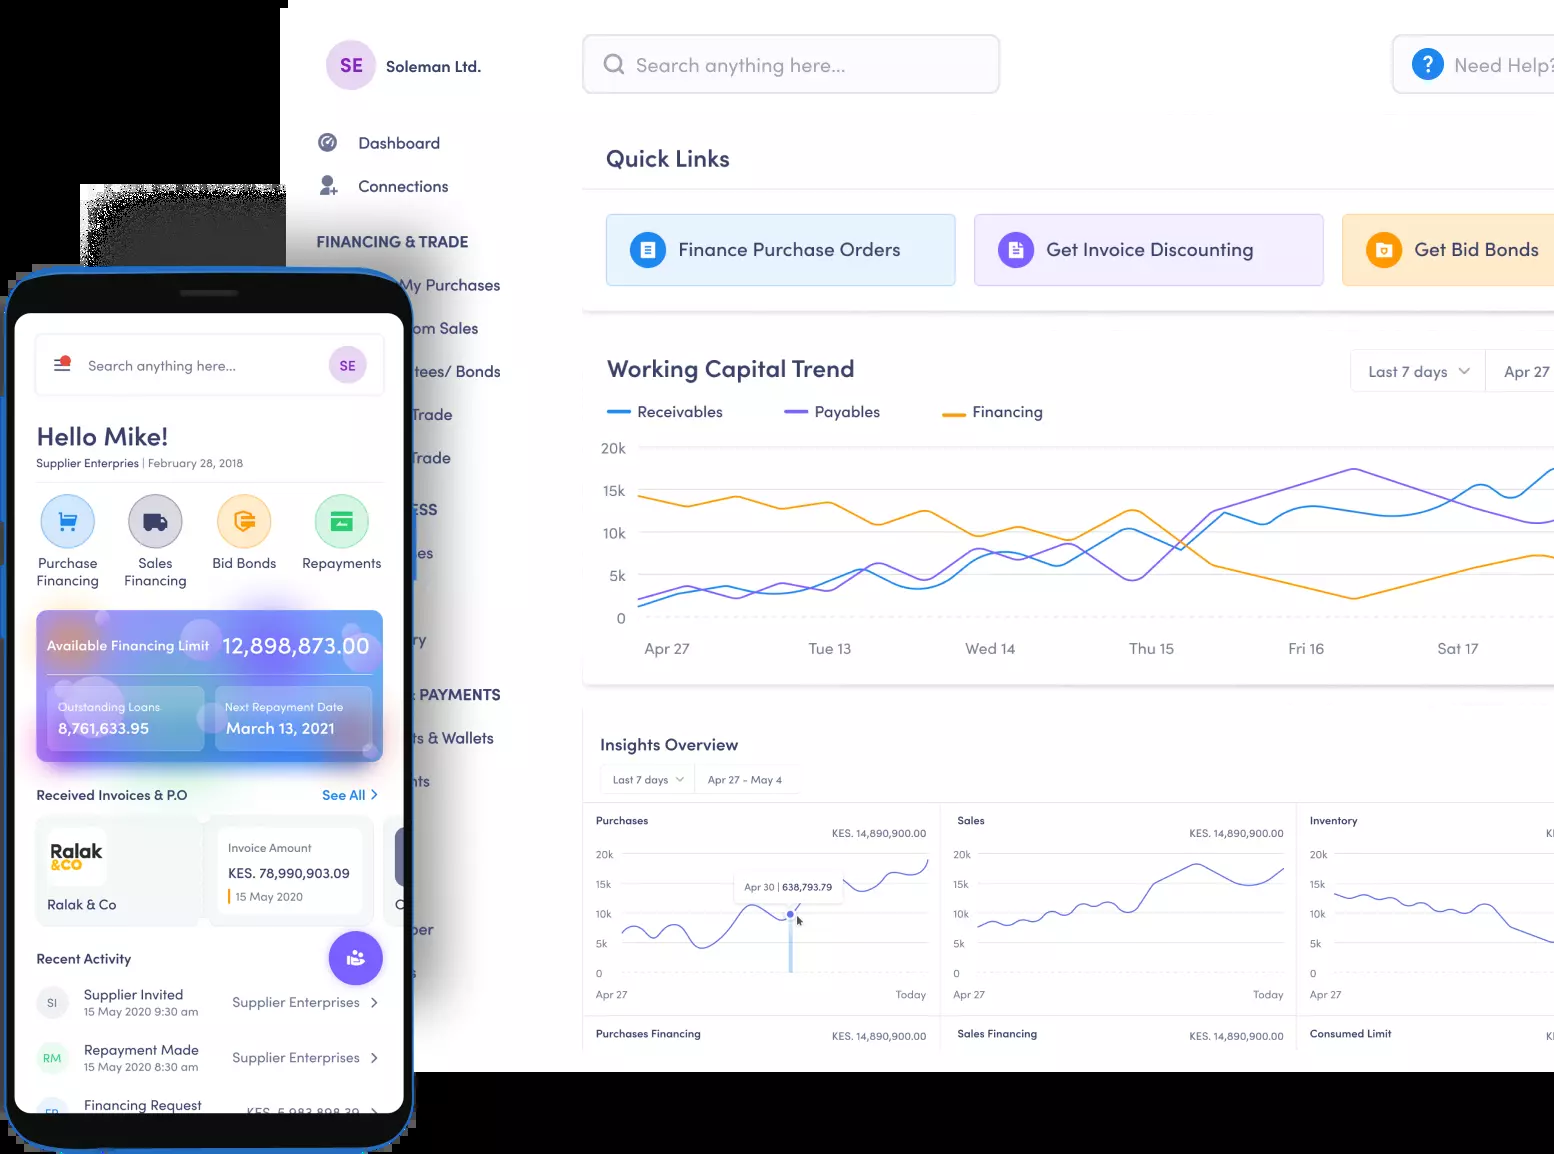 SE
Soleman Ltd.
Search anything here...
?
Need Help?
Dashboard
Connections
FINANCING & TRADE
My Purchases
Sales
Bonds
Trade
Trade
PAYMENTS
& Wallets
Quick Links
Finance Purchase Orders
Get Invoice Discounting
Get Bid Bonds
Working Capital Trend
Last 7 days
Apr 27
Receivables
Payables
Financing
20k
15k
10k
5k
0
Apr 27
Tue 13
Wed 14
Thu 15
Fri 16
Sat 17
Insights Overview
Last 7 days
Apr 27 - May 4
Purchases
KES. 14,890,900.00
20k
15k
10k
5k
0
Apr 30 | 638,793.79
Apr 27
Today
Purchases Financing
KES. 14,890,900.00
Sales
KES. 14,890,900.00
20k
15k
10k
5k
0
Apr 27
Today
Sales Financing
KES. 14,890,900.00
Inventory
20k
15k
10k
5k
0
Apr 27
Consumed Limit
Search anything here...
SE
Hello Mike!
Supplier Enterpries | February 28, 2018
Purchase
Financing
Sales
Financing
Bid Bonds
Repayments
Available Financing Limit 12,898,873.00
Outstanding Loans
8,761,633.95
Next Repayment Date
March 13, 2021
Received Invoices & P.O
See All
Ralak
&CO
Ralak & Co
Invoice Amount
KES. 78,990,903.09
15 May 2020
Recent Activity
SI
Supplier Invited
15 May 2020 9:30 am
Supplier Enterprises
RM
Repayment Made
15 May 2020 8:30 am
Supplier Enterprises
Financing Request
KES. 5,983,898.39